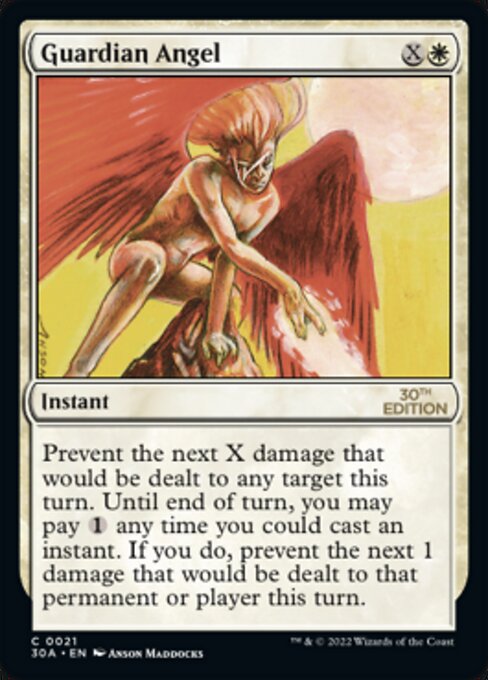 Guardian Angel X
ANSON
Instant
30TH
EDITION
Prevent the next X damage that
would be dealt to any target this
turn. Until end of turn, you may
pay 1 any time you could cast an
instant. If you do, prevent the next 1
damage that would be dealt to that
permanent or player this turn.
C 0021
30A • EN Anson Maddocks
™ & © 2022 Wizards of the Coast